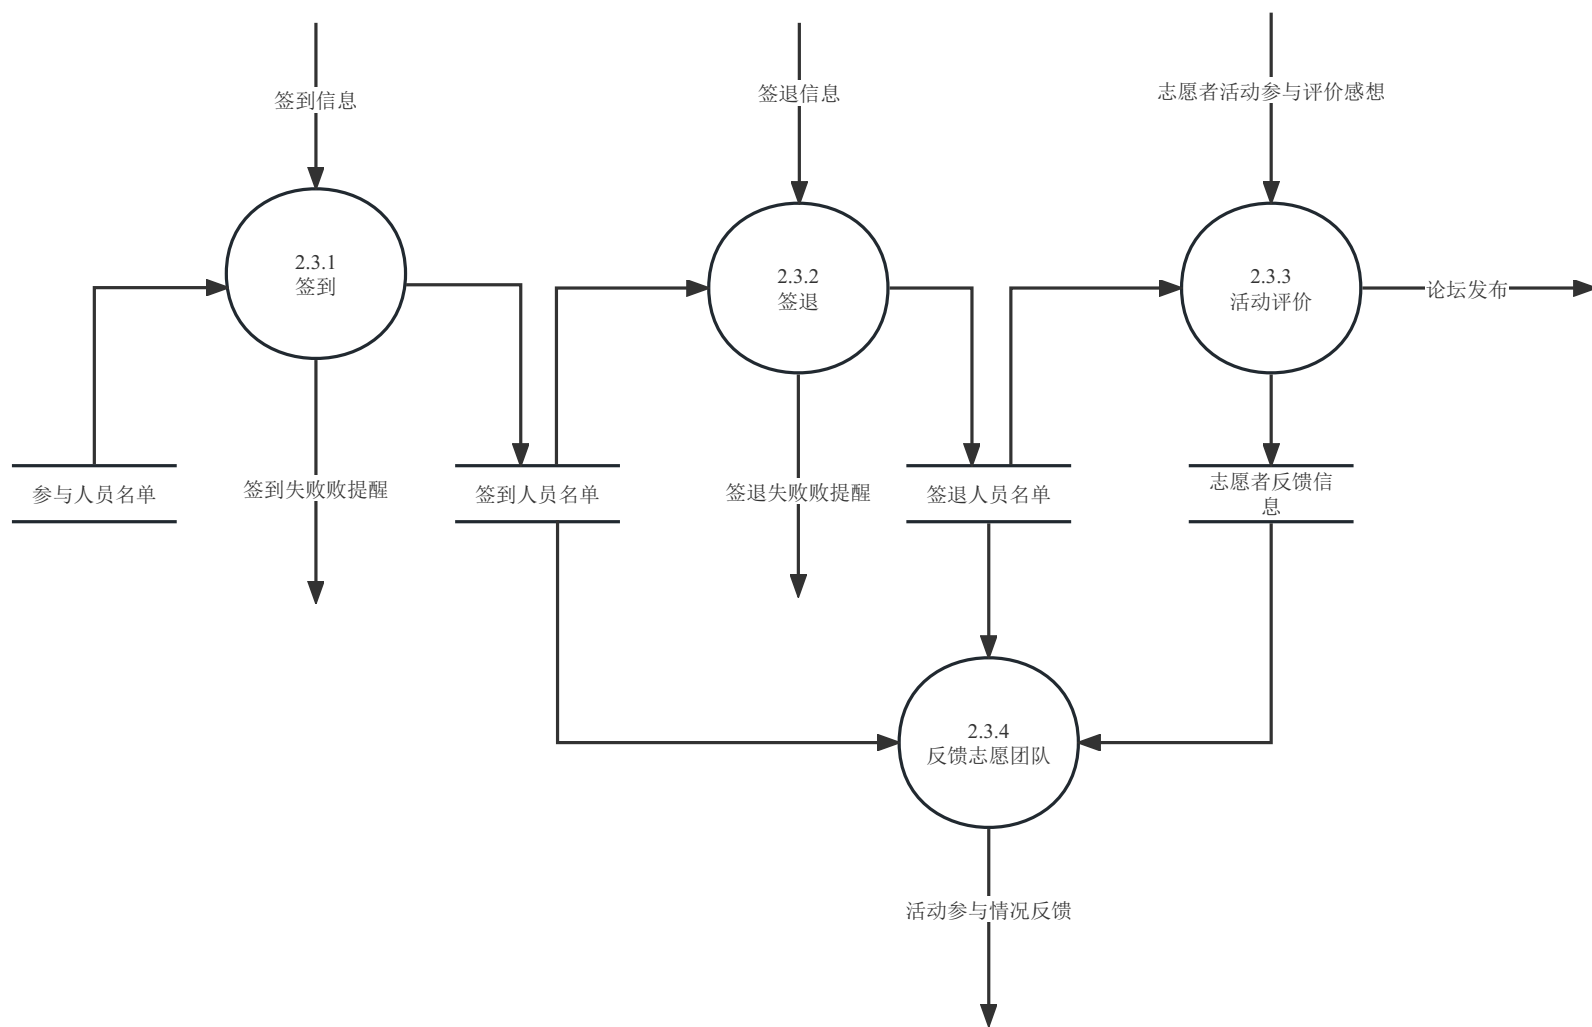 签到信息
签退信息
志愿者活动参与评价感想
2.3.1
签到
2.3.2
签退
2.3.3
活动评价
论坛发布
参与人员名单
签到失败败提醒
签到人员名单
签退失败败提醒
签退人员名单
志愿者反馈信
息
2.3.4
反馈志愿团队
活动参与情况反馈